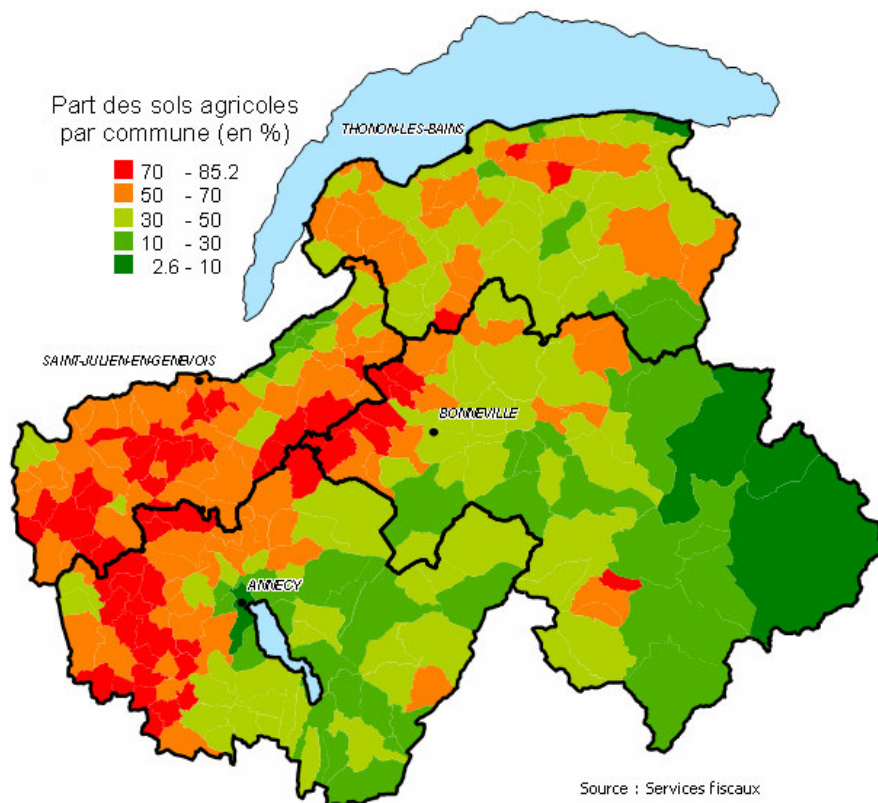 Part des sols agricoles
par commune (en %)
70 - 85.2
50 - 70
30 - 50
10 - 30
2.6 - 10
THONON-LES-BAINS
SAINT-JULIEN-EN-GENEVOIS
BONNEVILLE
ANNECY
Source : Services fiscaux